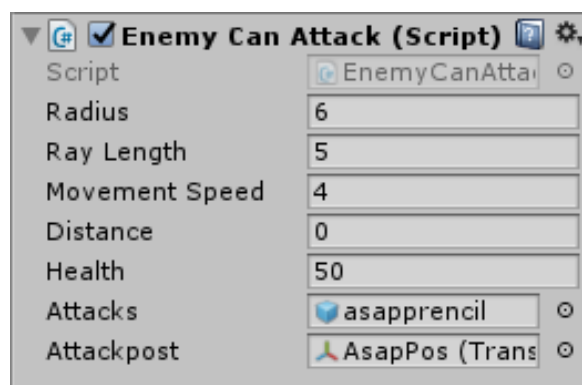 Enemy Can Attack (Script)
Script EnemyCanAtta
Radius 6
Ray Length 5
Movement Speed 4
Distance 0
Health 50
Attacks asapprencil
Attackpost AsapPos (Trans